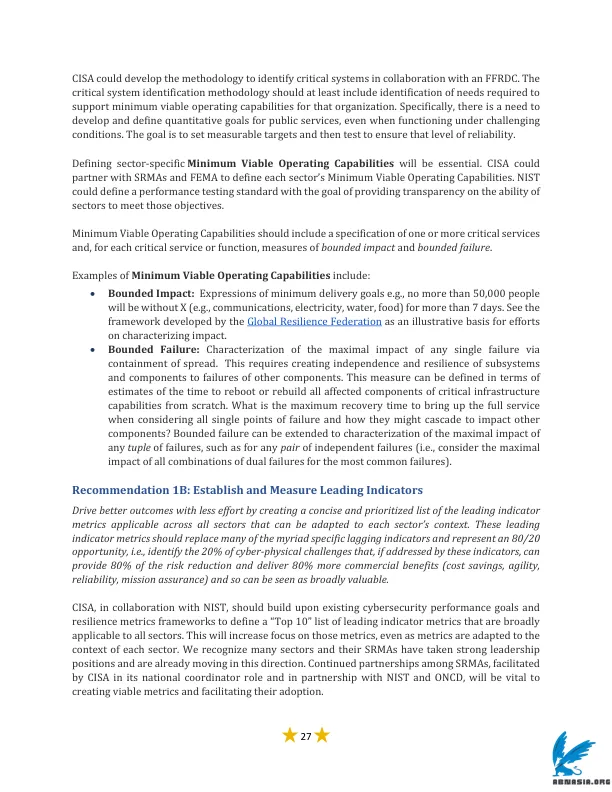 CISA could develop the methodology to identify critical systems in collaboration with an FFRDC. The
critical system identification methodology should at least include identification of needs required to
support minimum viable operating capabilities for that organization. Specifically, there is a need to
develop and define quantitative goals for public services, even when functioning under challenging
conditions. The goal is to set measurable targets and then test to ensure that level of reliability.
Defining sector-specific Minimum Viable Operating Capabilities will be essential. CISA could
partner with SRMAs and FEMA to define each sector's Minimum Viable Operating Capabilities. NIST
could define a performance testing standard with the goal of providing transparency on the ability of
sectors to meet those objectives.
Minimum Viable Operating Capabilities should include a specification of one or more critical services
and, for each critical service or function, measures of bounded impact and bounded failure.
Examples of Minimum Viable Operating Capabilities include:
• Bounded Impact: Expressions of minimum delivery goals e.g., no more than 50,000 people
will be without X (e.g., communications, electricity, water, food) for more than 7 days. See the
framework developed by the Global Resilience Federation as an illustrative basis for efforts
on characterizing impact.
• Bounded Failure: Characterization of the maximal impact of any single failure via
containment of spread. This requires creating independence and resilience of subsystems
and components to failures of other components. This measure can be defined in terms of
estimates of the time to reboot or rebuild all affected components of critical infrastructure
capabilities from scratch. What is the maximum recovery time to bring up the full service
when considering all single points of failure and how they might cascade to impact other
components? Bounded failure can be extended to characterization of the maximal impact of
any tuple of failures, such as for any pair of independent failures (i.e., consider the maximal
impact of all combinations of dual failures for the most common failures).
Recommendation 1B: Establish and Measure Leading Indicators
Drive better outcomes with less effort by creating a concise and prioritized list of the leading indicator
metrics applicable across all sectors that can be adapted to each sector's context. These leading
indicator metrics should replace many of the myriad specific lagging indicators and represent an 80/20
opportunity, i.e., identify the 20% of cyber-physical challenges that, if addressed by these indicators, can
provide 80% of the risk reduction and deliver 80% more commercial benefits (cost savings, agility,
reliability, mission assurance) and so can be seen as broadly valuable.
CISA, in collaboration with NIST, should build upon existing cybersecurity performance goals and
resilience metrics frameworks to define a "Top 10" list of leading indicator metrics that are broadly
applicable to all sectors. This will increase focus on those metrics, even as metrics are adapted to the
context of each sector. We recognize many sectors and their SRMAs have taken strong leadership
positions and are already moving in this direction. Continued partnerships among SRMAs, facilitated
by CISA in its national coordinator role and in partnership with NIST and ONCD, will be vital to
creating viable metrics and facilitating their adoption.
27
ABNASIA.ORG